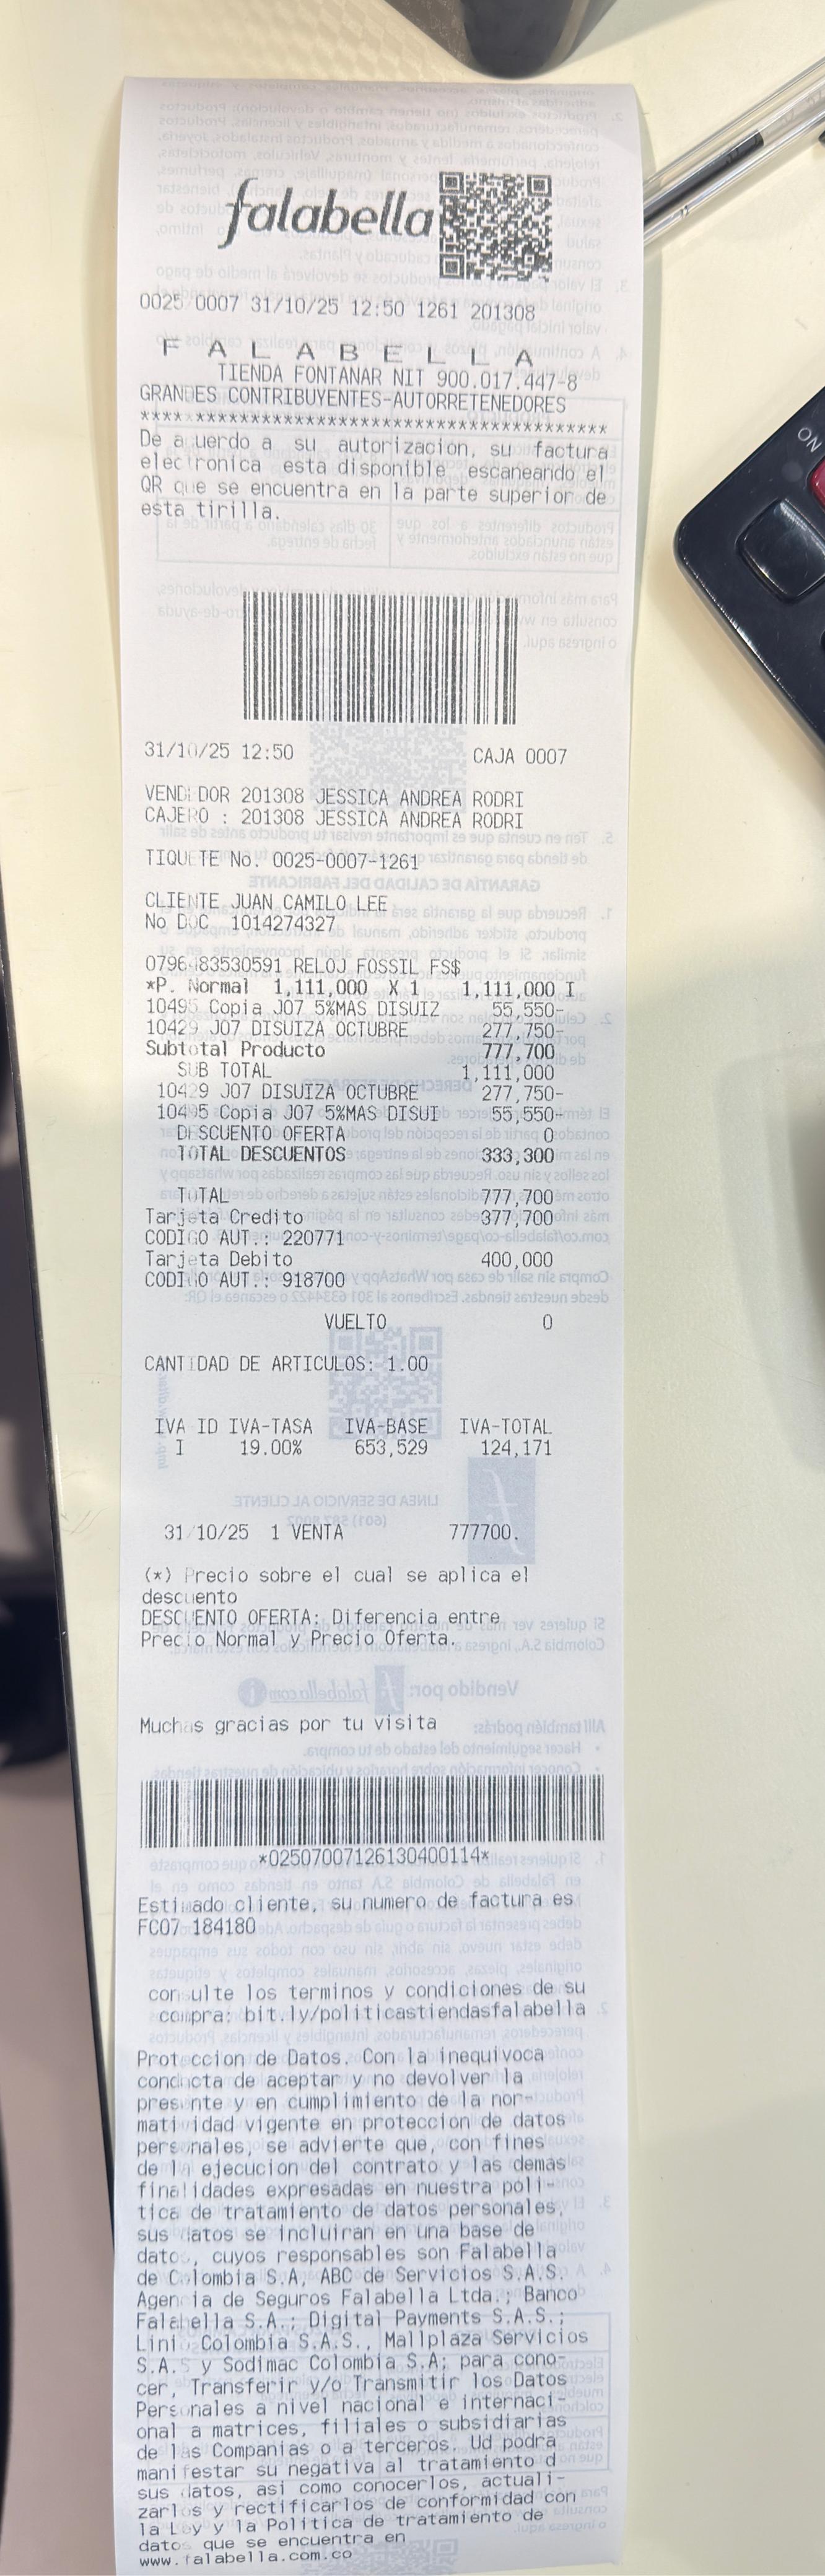 falabella
0025 0007 31/10/25 12:50 1261 201308
F A L A B E L L A
TIENDA FONTANAR NIT 900.017.447-8
GRANDES CONTRIBUYENTES-AUTORRETENEDORES
****************************************
De acuerdo a su autorizacion, su factura
electronica esta disponible escaneando el
QR que se encuentra en la parte superior de
esta tirilla.
31/10/25 12:50 CAJA 0007
VENDEDOR 201308 JESSICA ANDREA RODRI
CAJERO : 201308 JESSICA ANDREA RODRI
TIQUETE No. 0025-0007-1261
CLIENTE JUAN CAMILO LEE
No DOC 1014274327
RELOJ FOSSIL FS$
*P. Normal 1,111,000 X 1 1,111,000 I
10495 Copia J07 5%MAS DISUIZ 55,550-
10429 J07 DISUIZA OCTUBRE 277,750-
Subtotal Producto 777,700
SUB TOTAL 1,111,000
10429 J07 DISUIZA OCTUBRE 277,750-
10495 Copia J07 5%MAS DISUI 55,550-
DESCUENTO OFERTA 0
TOTAL DESCUENTOS 333,300
TOTAL 777,700
Tarjeta Credito 377,700
CODIGO AUT.: 220771
Tarjeta Debito 400,000
CODIGO AUT.: 918700
VUELTO 0
CANTIDAD DE ARTICULOS: 1.00
IVA ID IVA-TASA IVA-BASE IVA-TOTAL
I 19.00% 653,529 124,171
31/10/25 1 VENTA 777700.
(*) Precio sobre el cual se aplica el
descuento
DESCUENTO OFERTA: Diferencia entre
Precio Normal y Precio Oferta.
Muchas gracias por tu visita
*02507007126130400114*
Estimado cliente, su numero de factura es
FC07 184180
consulte los terminos y condiciones de su
compra: bit.ly/politicastiendasfalabella
Proteccion de Datos. Con la inequivoca
conducta de aceptar y no devolver la
presente y en cumplimiento de la nor-
matividad vigente en proteccion de datos
personales, se advierte que, con fines
de la ejecucion del contrato y las demas
finalidades expresadas en nuestra poli-
tica de tratamiento de datos personales,
sus datos se incluiran en una base de
datos, cuyos responsables son Falabella
de Colombia S.A, ABC de Servicios S.A.S.
Agencia de Seguros Falabella Ltda.; Banco
Falabella S.A.; Digital Payments S.A.S.;
Linio Colombia S.A.S., Mallplaza Servicios
S.A.S y Sodimac Colombia S.A; para cono-
cer, Transferir y/o Transmitir los Datos
Personales a nivel nacional e internaci-
onal a matrices, filiales o subsidiarias
de las Companias o a terceros. Ud podra
manifestar su negativa al tratamiento d
sus datos, asi como conocerlos, actuali-
zarlos y rectificarlos de conformidad con
la Ley y la Politica de tratamiento de
datos que se encuentra en
www.falabella.com.co
ON